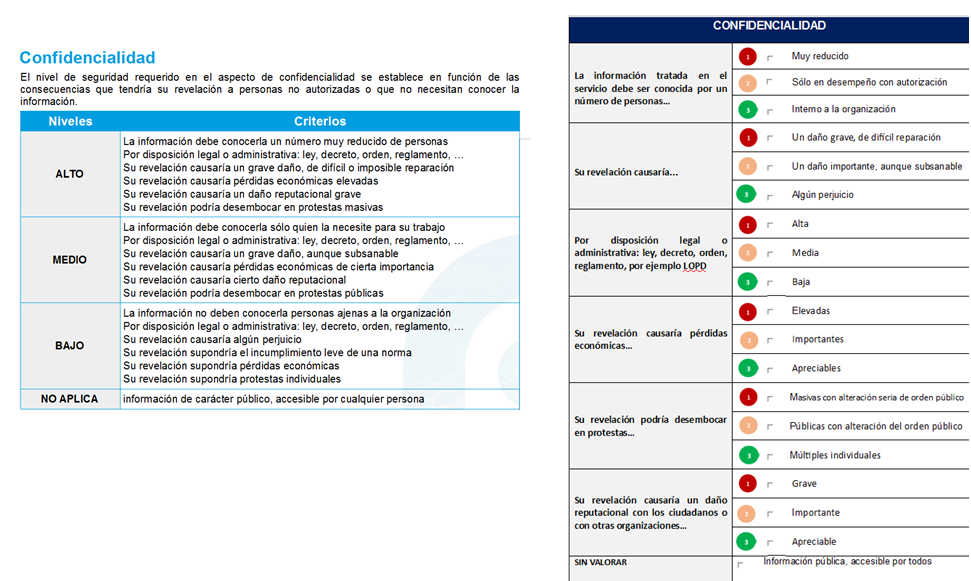 Confidencialidad
El nivel de seguridad requerido en el aspecto de confidencialidad se establece en función de las
consecuencias que tendría su revelación a personas no autorizadas o que no necesitan conocer la
información.
Niveles Criterios
ALTO
La información debe conocerla un número muy reducido de personas
Por disposición legal o administrativa: ley, decreto, orden, reglamento, ...
Su revelación causaría un grave daño, de difícil o imposible reparación
Su revelación causaría pérdidas económicas elevadas
Su revelación causaría un daño reputacional grave
Su revelación podría desembocar en protestas masivas
MEDIO
La información debe conocerla sólo quien la necesite para su trabajo
Por disposición legal o administrativa: ley, decreto, orden, reglamento, ...
Su revelación causaría un grave daño, aunque subsanable
Su revelación causaría pérdidas económicas de cierta importancia
Su revelación causaría cierto daño reputacional
Su revelación podría desembocar en protestas públicas
BAJO
La información no deben conocerla personas ajenas a la organización
Por disposición legal o administrativa: ley, decreto, orden, reglamento, ...
Su revelación causaría algún perjuicio
Su revelación supondría el incumplimiento leve de una norma
Su revelación supondría pérdidas económicas
Su revelación supondría protestas individuales
NO APLICA información de carácter público, accesible por cualquier persona
CONFIDENCIALIDAD
La información tratada en el
servicio debe ser conocida por un
número de personas...
1 Muy reducido
2 Sólo en desempeño con autorización
3 Interno a la organización
Su revelación causaría...
1 Un daño grave, de difícil reparación
2 Un daño importante, aunque subsanable
3 Algún perjuicio
Por disposición legal o
administrativa: ley, decreto, orden,
reglamento, por ejemplo LOPD
1 Alta
2 Media
3 Baja
Su revelación causaría pérdidas
económicas...
1 Elevadas
2 Importantes
3 Apreciables
Su revelación podría desembocar
en protestas...
1 Masivas con alteración seria de orden público
2 Públicas con alteración del orden público
3 Múltiples individuales
Su revelación causaría un daño
reputacional con los ciudadanos o
con otras organizaciones...
1 Grave
2 Importante
3 Apreciable
SIN VALORAR Información pública, accesible por todos